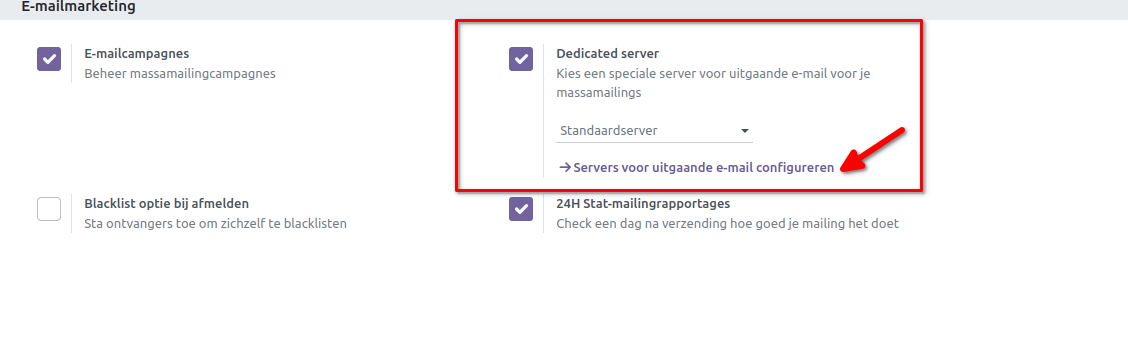 E-mailmarketing
E-mailcampagnes
Beheer massamailingcampagnes
Dedicated server
Kies een speciale server voor uitgaande e-mail voor je
massamailings
Standaardserver
→Servers voor uitgaande e-mail configureren
Blacklist optie bij afmelden
Sta ontvangers toe om zichzelf te blacklisten
24H Stat-mailingrapportages
Check een dag na verzending hoe goed je mailing het doet